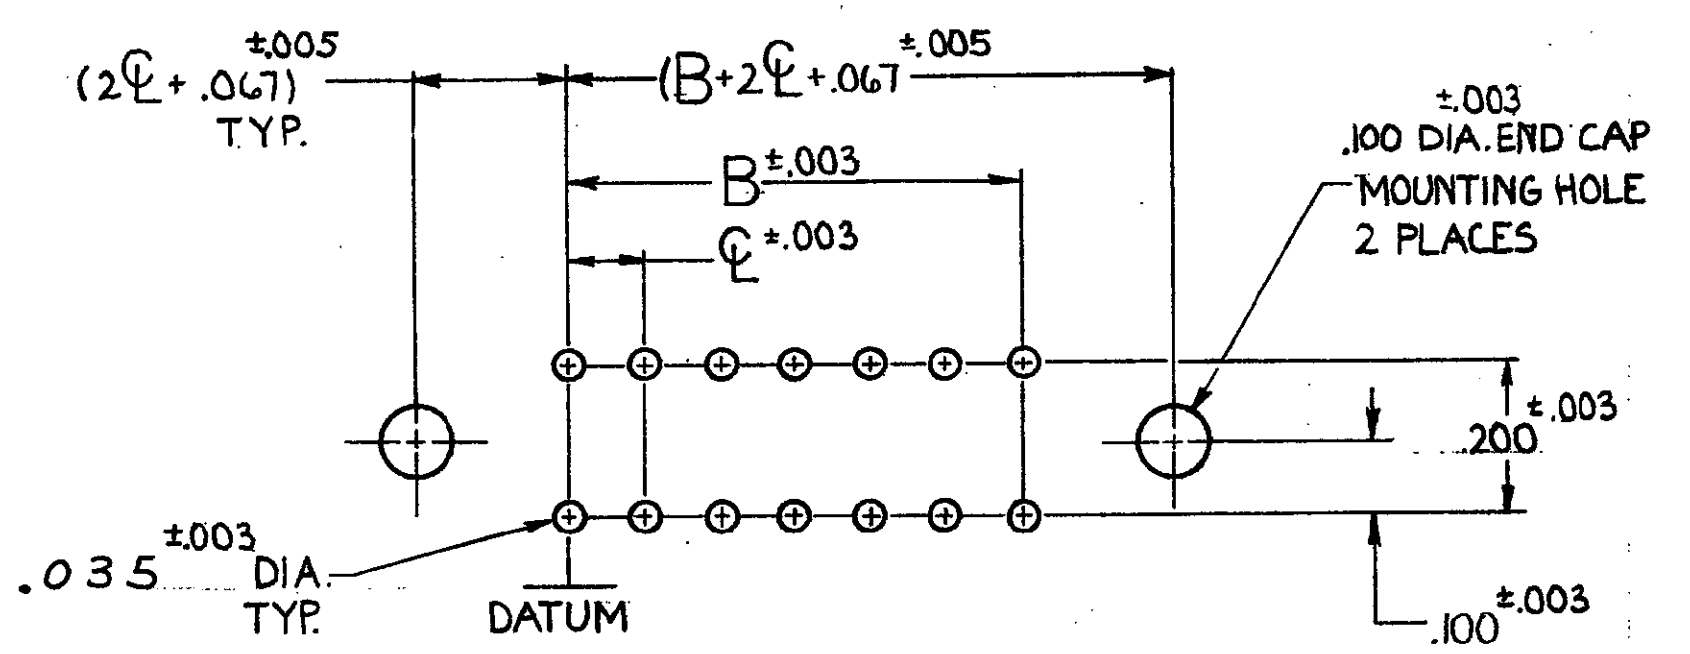 ±.005
(2℄ + .067)
TYP.
±.005
(B+2℄+.067
B ±.003
℄ ±.003
±.003
.100 DIA. END CAP
MOUNTING HOLE
2 PLACES
±.003
.200
±.003
.035 DIA.
TYP.
DATUM
±.003
.100